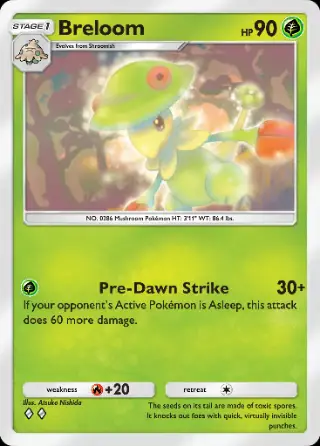 STAGE 1
Breloom
HP 90
Evolves from Shroomish
NO. 0286 Mushroom Pokémon HT: 3'11" WT: 86.4 lbs.
Pre-Dawn Strike 30+
If your opponent's Active Pokémon is Asleep, this attack
does 60 more damage.
weakness +20 retreat
Illus. Atsuko Nishida
The seeds on its tail are made of toxic spores.
It knocks out foes with quick, virtually invisible
punches.